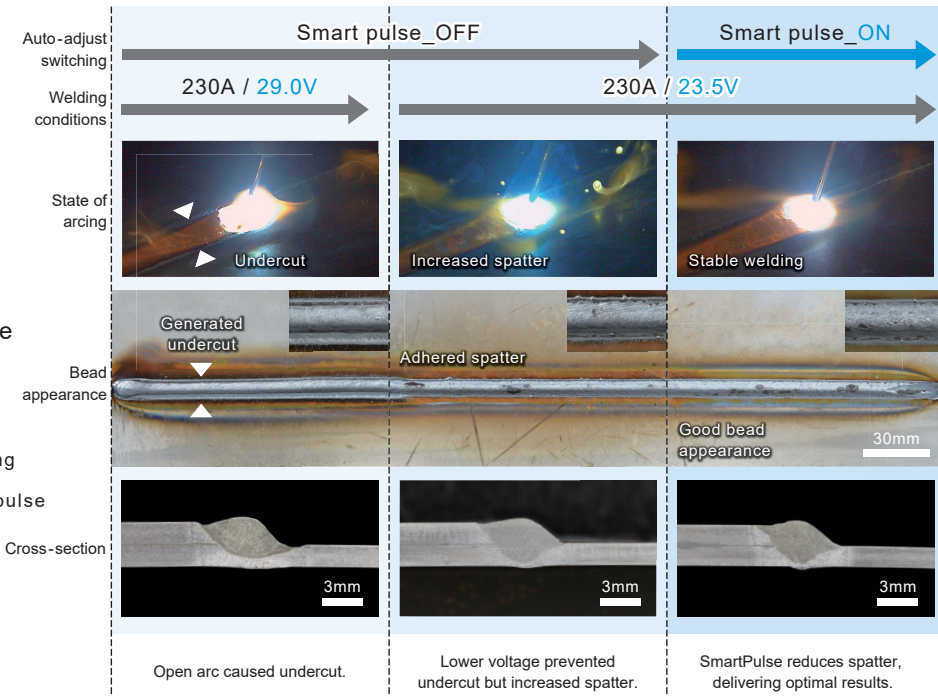 Auto-adjust
switching
Smart pulse_OFF
Smart pulse_ON
Welding
conditions
230A / 29.0V
230A / 23.5V
State of
arcing
Undercut
Increased spatter
Stable welding
e
Bead
appearance
Generated
undercut
Adhered spatter
Good bead
appearance
30mm
ng
pulse
Cross-section
3mm
3mm
3mm
Open arc caused undercut.
Lower voltage prevented
undercut but increased spatter.
SmartPulse reduces spatter,
delivering optimal results.